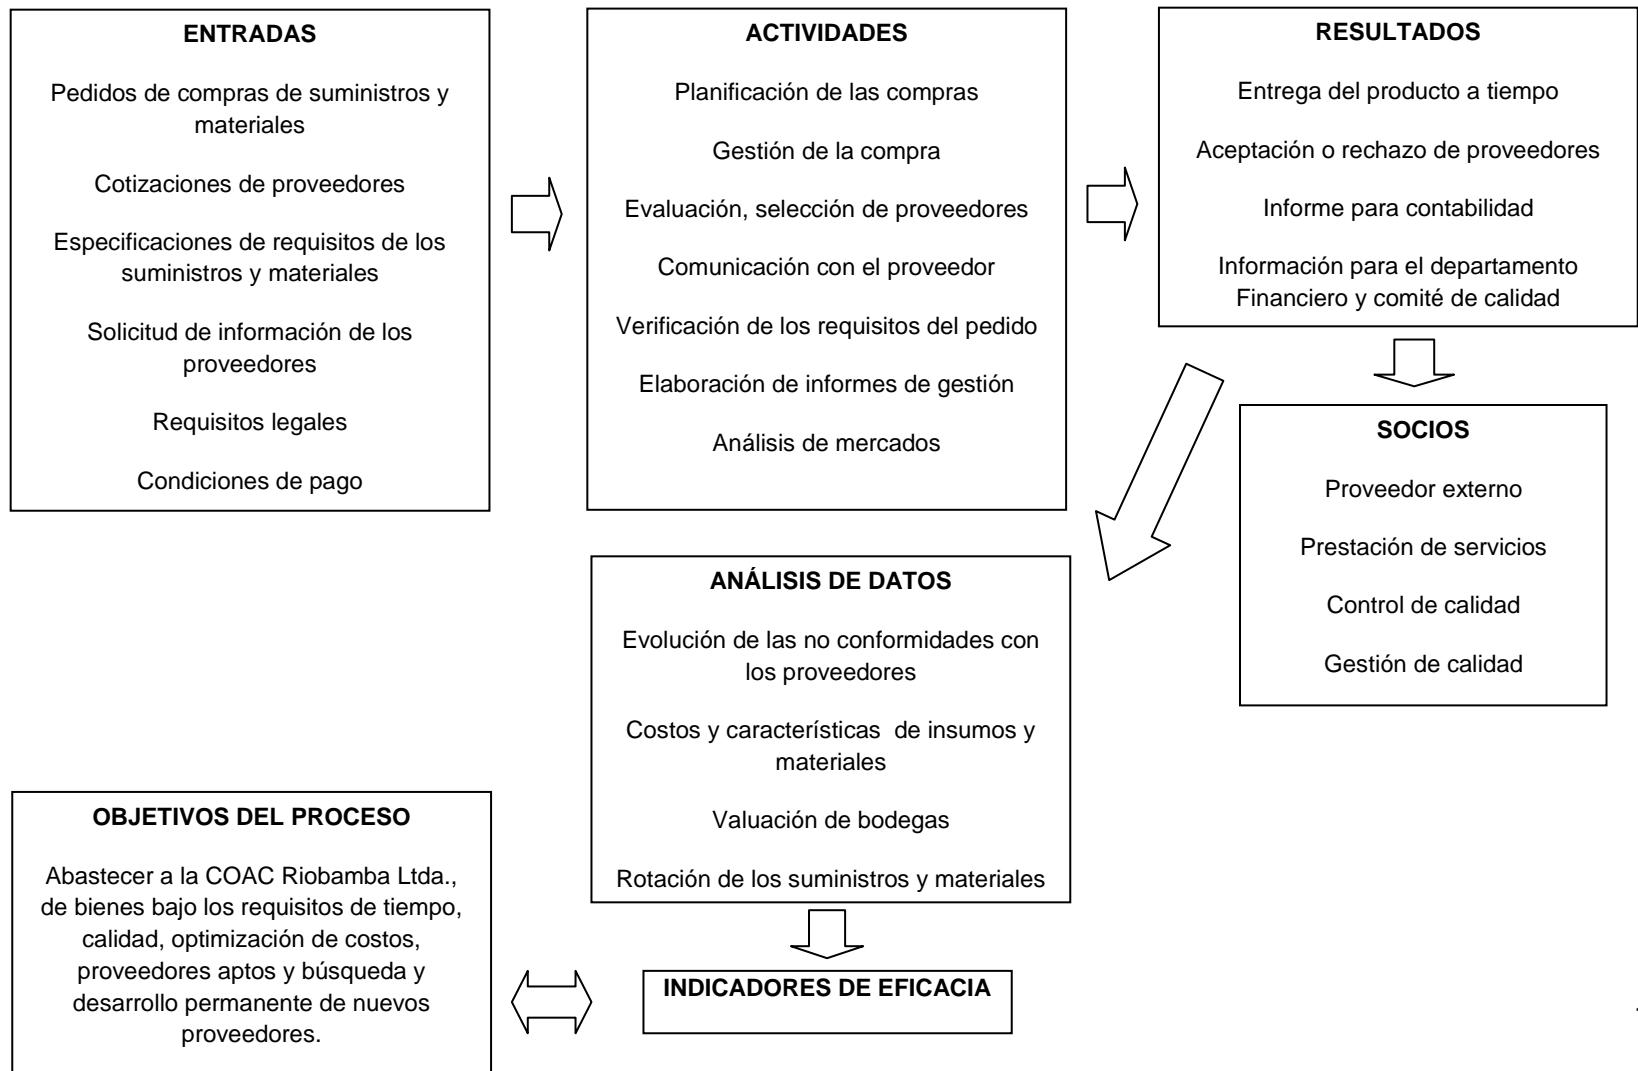 ENTRADAS
Pedidos de compras de suministros y
materiales
Cotizaciones de proveedores
Especificaciones de requisitos de los
suministros y materiales
Solicitud de información de los
proveedores
Requisitos legales
Condiciones de pago
ACTIVIDADES
Planificación de las compras
Gestión de la compra
Evaluación, selección de proveedores
Comunicación con el proveedor
Verificación de los requisitos del pedido
Elaboración de informes de gestión
Análisis de mercados
RESULTADOS
Entrega del producto a tiempo
Aceptación o rechazo de proveedores
Informe para contabilidad
Información para el departamento
Financiero y comité de calidad
SOCIOS
Proveedor externo
Prestación de servicios
Control de calidad
Gestión de calidad
ANÁLISIS DE DATOS
Evolución de las no conformidades con
los proveedores
Costos y características  de insumos y
materiales
Valuación de bodegas
Rotación de los suministros y materiales
OBJETIVOS DEL PROCESO
Abastecer a la COAC Riobamba Ltda.,
de bienes bajo los requisitos de tiempo,
calidad, optimización de costos,
proveedores aptos y búsqueda y
desarrollo permanente de nuevos
proveedores.
INDICADORES DE EFICACIA